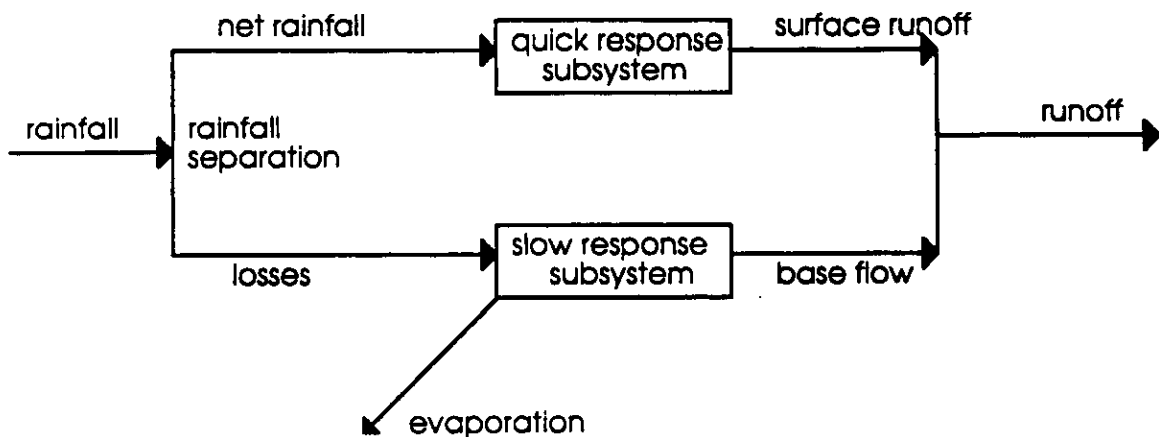 net rainfall
quick response
subsystem
surface runoff
rainfall
rainfall
separation
runoff
losses
slow response
subsystem
base flow
evaporation